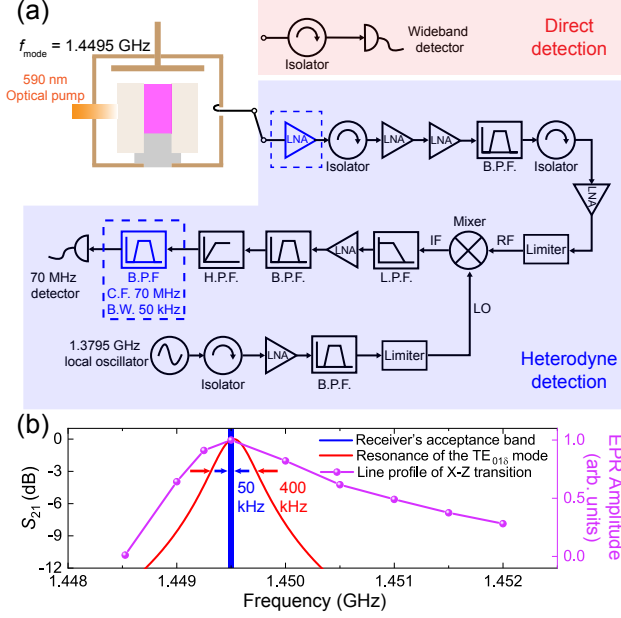 (a)
f mode = 1.4495 GHz
590 nm
Optical pump
Direct
detection
Isolator
Wideband
detector
LNA
Isolator
LNA
LNA
B.P.F.
Isolator
LNA
Mixer
IF
RF
Limiter
LNA
L.P.F.
B.P.F.
H.P.F.
B.P.F
C.F. 70 MHz
B.W. 50 kHz
70 MHz
detector
LO
1.3795 GHz
local oscillator
Isolator
LNA
B.P.F.
Limiter
Heterodyne
detection
(b)
S21 (dB)
0
-3
-6
-9
-12
Receiver's acceptance band
Resonance of the TE01δ mode
Line profile of X-Z transition
50
kHz
400
kHz
1.0
0.5
0.0
EPR Amplitude
(arb. units)
1.448
1.449
1.450
1.451
1.452
Frequency (GHz)